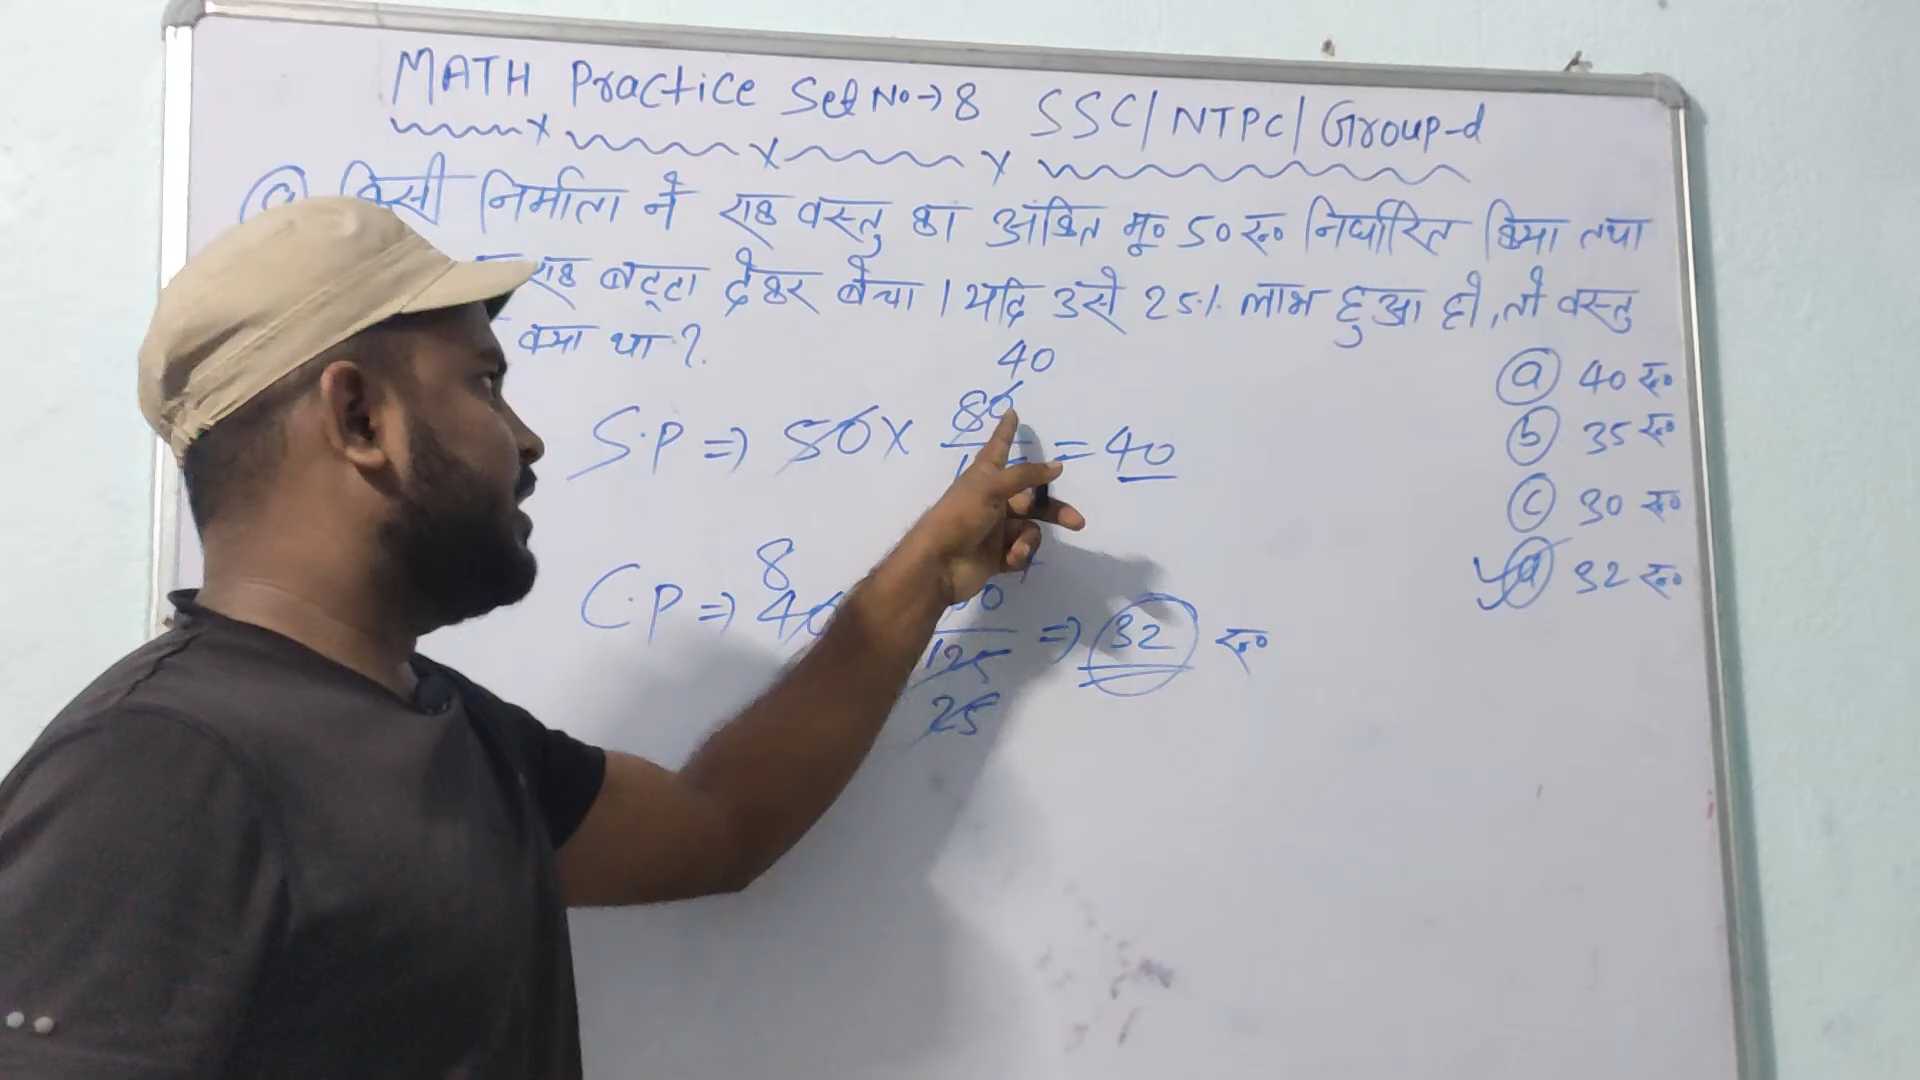 MATH Practice Set No→8 SSC/NTPC/Group-d
किसी निर्माता ने एक वस्तु का अंकित मू० 50 रु० निर्धारित किया तथा
एक बट्टा देकर बेचा। यदि उसे 25% लाभ हुआ हो, तो वस्तु
क्या था?
40
80
S.P ⇒ 50 x = 40
8
C.P ⇒ 40 ⇒ 32 रु०
125
25
(a) 40 रु०
(b) 35 रु०
(c) 30 रु०
(d) 32 रु०